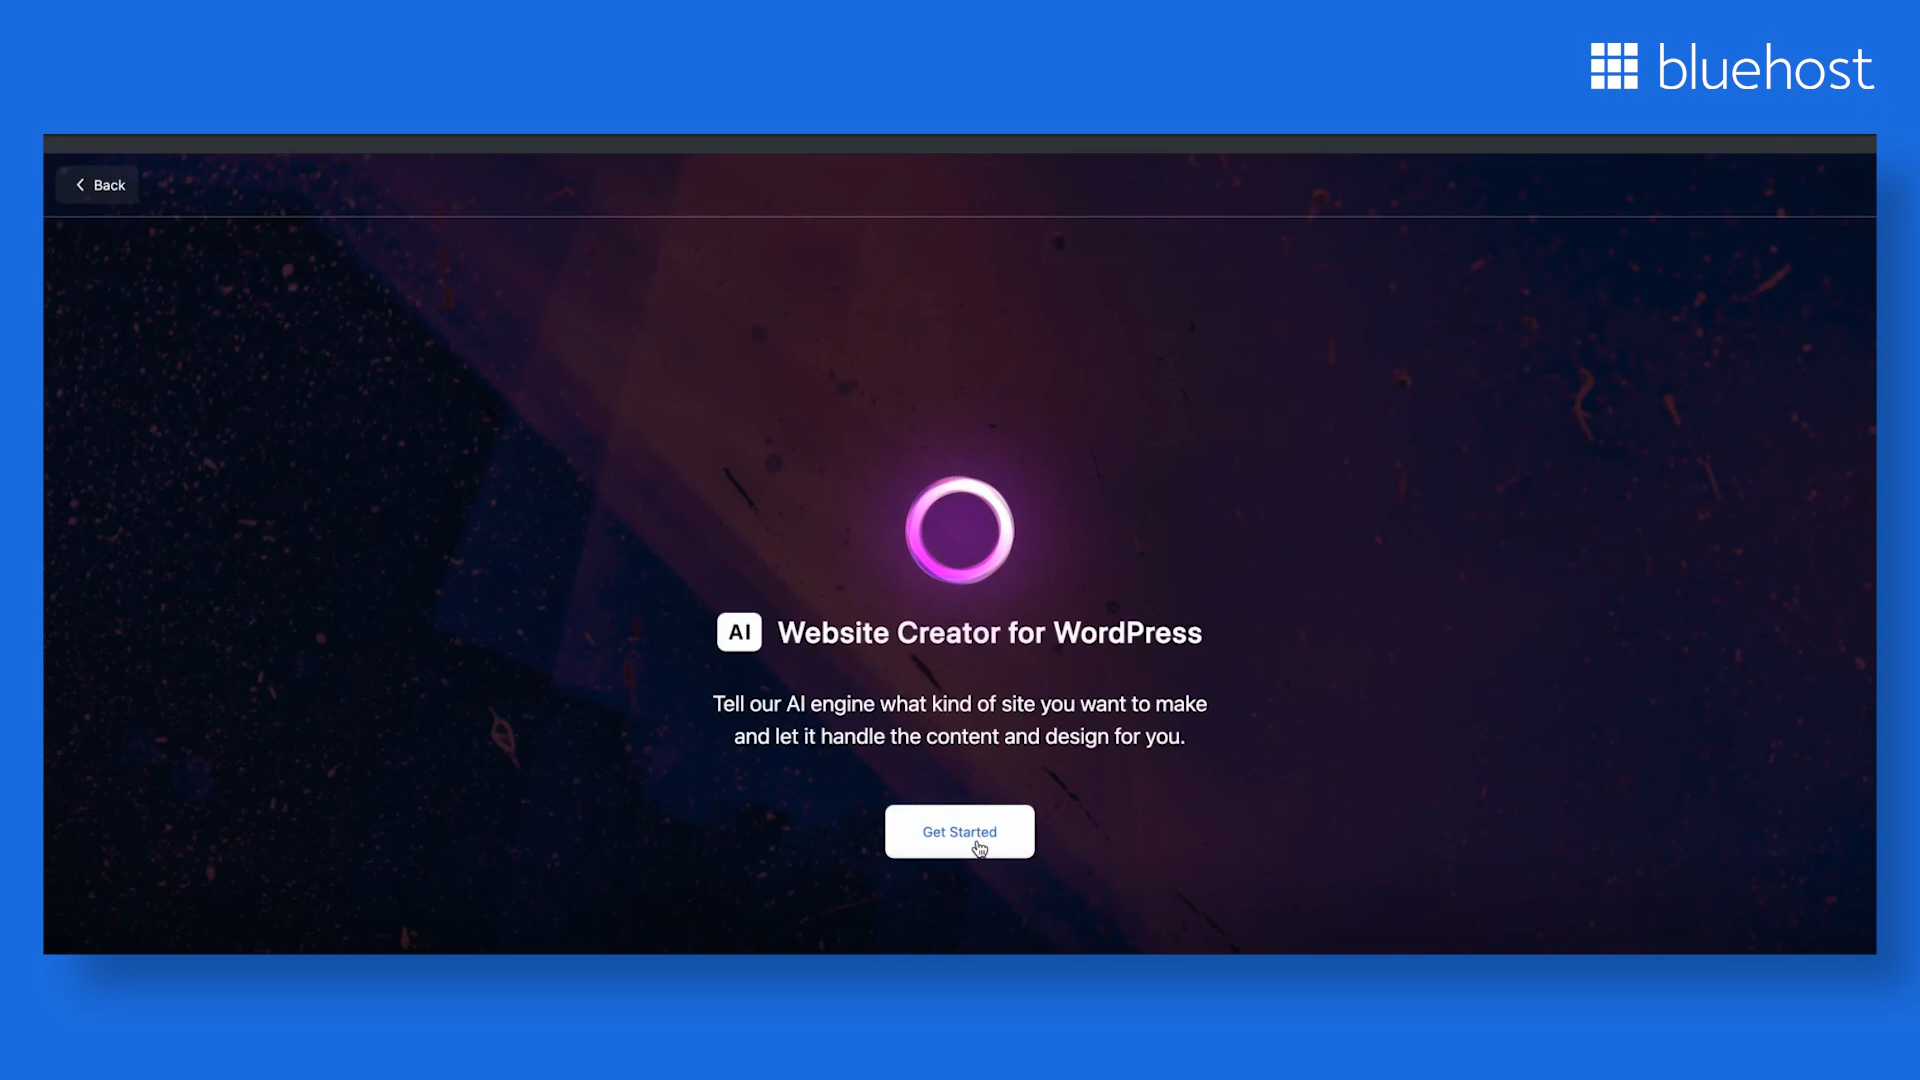 bluehost
Back
AI Website Creator for WordPress
Tell our AI engine what kind of site you want to make
and let it handle the content and design for you.
Get Started